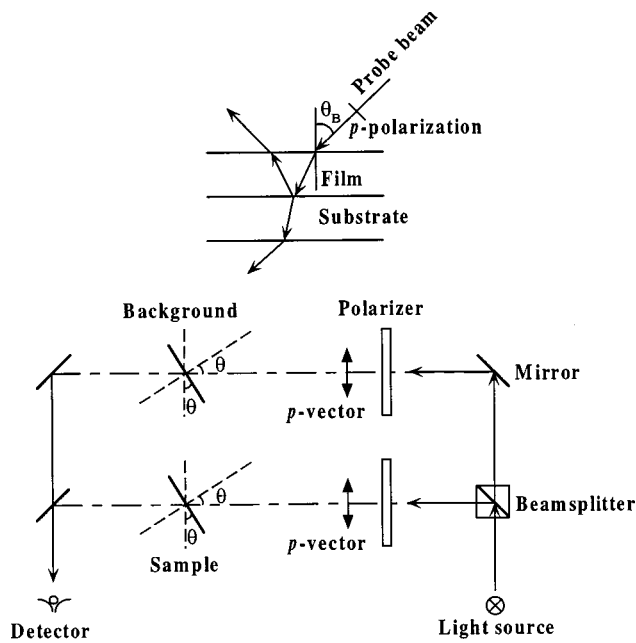 Probe beam
θB
p-polarization
Film
Substrate
Background
Polarizer
θ
θ
Mirror
p-vector
θ
Beamsplitter
θ
p-vector
Sample
Detector
Light source